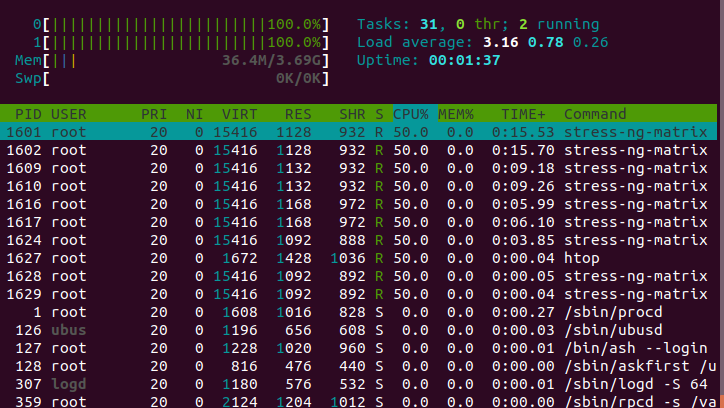 0[|||||||||||||||||||||||||100.0%] Tasks: 31, 0 thr; 2 running
1[|||||||||||||||||||||||||100.0%] Load average: 3.16 0.78 0.26
Mem[||| 36.4M/3.69G] Uptime: 00:01:37
Swp[ 0K/0K]
PID USER PRI NI VIRT RES SHR S CPU% MEM% TIME+ Command
1601 root 20 0 15416 1128 932 R 50.0 0.0 0:15.53 stress-ng-matrix
1602 root 20 0 15416 1128 932 R 50.0 0.0 0:15.70 stress-ng-matrix
1609 root 20 0 15416 1132 932 R 50.0 0.0 0:09.18 stress-ng-matrix
1610 root 20 0 15416 1132 932 R 50.0 0.0 0:09.26 stress-ng-matrix
1616 root 20 0 15416 1168 972 R 50.0 0.0 0:05.99 stress-ng-matrix
1617 root 20 0 15416 1168 972 R 50.0 0.0 0:06.10 stress-ng-matrix
1624 root 20 0 15416 1092 888 R 50.0 0.0 0:03.85 stress-ng-matrix
1627 root 20 0 1672 1428 1036 R 50.0 0.0 0:00.04 htop
1628 root 20 0 15416 1092 892 R 50.0 0.0 0:00.05 stress-ng-matrix
1629 root 20 0 15416 1092 892 R 50.0 0.0 0:00.04 stress-ng-matrix
1 root 20 0 1608 1016 828 S 0.0 0.0 0:00.27 /sbin/procd
126 ubus 20 0 1196 656 608 S 0.0 0.0 0:00.03 /sbin/ubusd
127 root 20 0 1228 1020 960 S 0.0 0.0 0:00.01 /bin/ash --login
128 root 20 0 816 476 440 S 0.0 0.0 0:00.00 /sbin/askfirst /u
307 logd 20 0 1180 576 532 S 0.0 0.0 0:00.01 /sbin/logd -S 64
359 root 20 0 2124 1204 1012 S 0.0 0.0 0:00.00 /sbin/rpcd -s /va